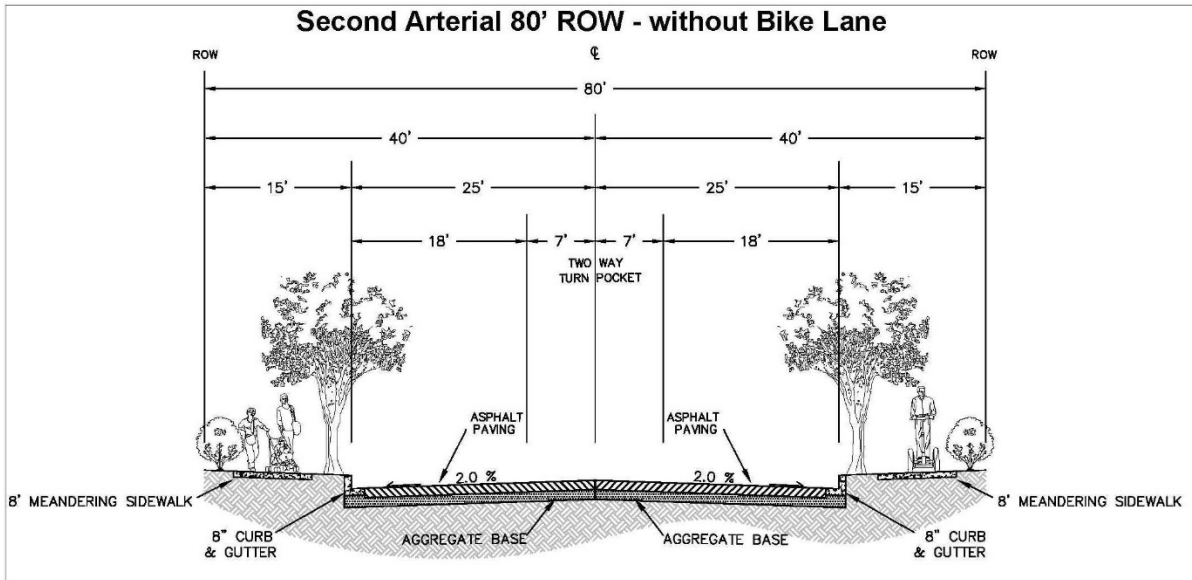 Second Arterial 80' ROW - without Bike Lane
ROW ℄ ROW
80'
40' 40'
15' 25' 25' 15'
18' 7' 7' 18'
TWO WAY
TURN POCKET
ASPHALT
PAVING
ASPHALT
PAVING
2.0 % 2.0 %
8' MEANDERING SIDEWALK
8' MEANDERING SIDEWALK
8" CURB
& GUTTER
AGGREGATE BASE
AGGREGATE BASE
8" CURB
& GUTTER